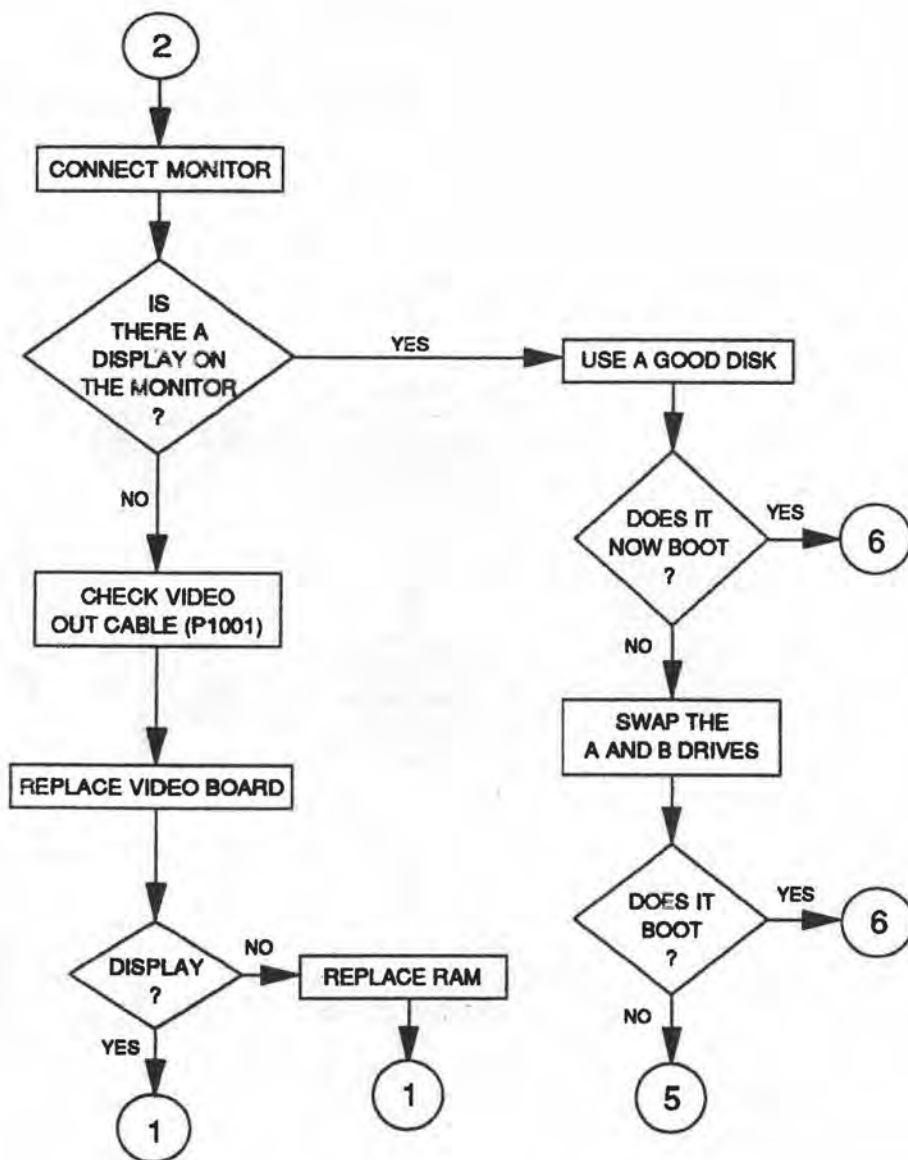 2
CONNECT MONITOR
IS
THERE A
DISPLAY ON
THE MONITOR
?
YES
USE A GOOD DISK
NO
DOES IT
NOW BOOT
?
YES
6
CHECK VIDEO
OUT CABLE (P1001)
NO
SWAP THE
A AND B DRIVES
REPLACE VIDEO BOARD
DOES IT
BOOT
?
YES
6
DISPLAY
?
NO
REPLACE RAM
YES
1
1
NO
5